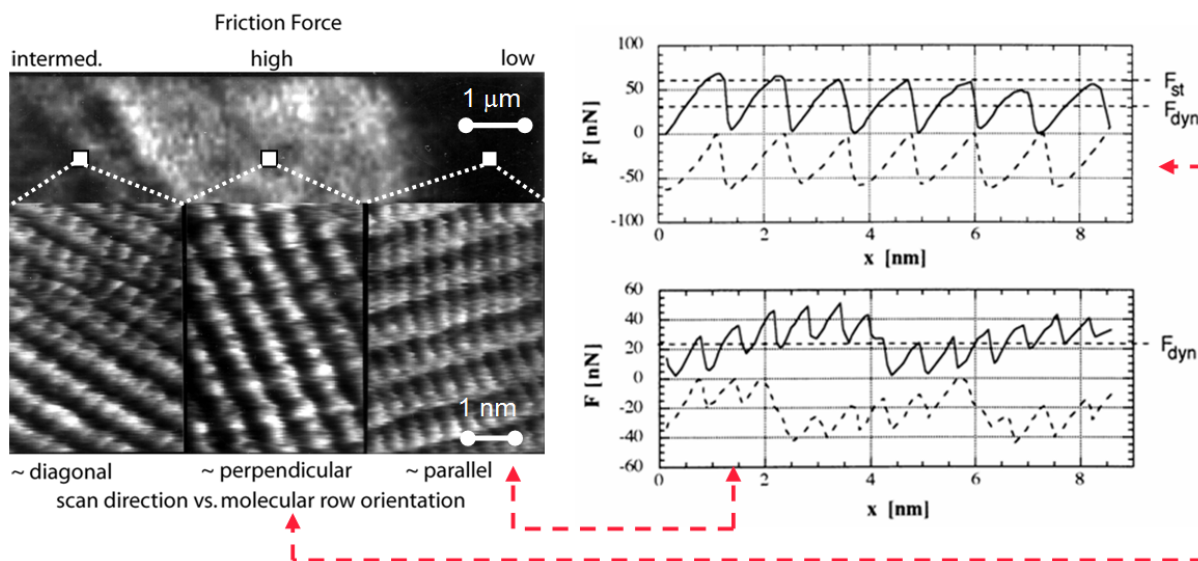 Friction Force
intermed. high low
1 μm
1 nm
~ diagonal ~ perpendicular ~ parallel
scan direction vs. molecular row orientation
100
50
0
-50
-100
F [nN]
F_st
F_dyn
0 2 4 6 8
x [nm]
60
40
20
0
-20
-40
-60
F [nN]
F_dyn
0 2 4 6 8
x [nm]